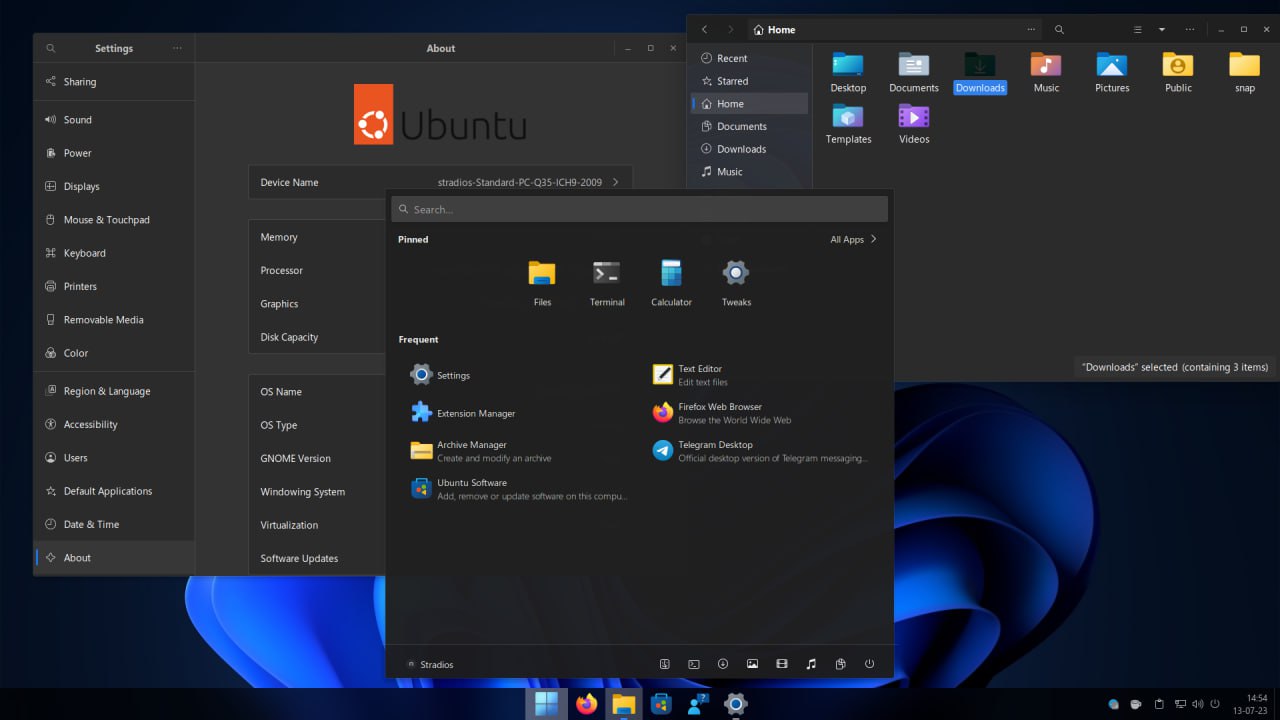 Settings
Sharing
Sound
Power
Displays
Mouse & Touchpad
Keyboard
Printers
Removable Media
Color
Region & Language
Accessibility
Users
Default Applications
Date & Time
About
About
Ubuntu
Device Name
stradios-Standard-PC-Q35-ICH9-2009
Memory
Processor
Graphics
Disk Capacity
OS Name
OS Type
GNOME Version
Windowing System
Virtualization
Software Updates
Home
Recent
Starred
Home
Documents
Downloads
Music
Desktop
Documents
Downloads
Music
Pictures
Public
snap
Templates
Videos
“Downloads” selected (containing 3 items)
Search...
Pinned
All Apps
Files
Terminal
Calculator
Tweaks
Frequent
Settings
Text Editor
Edit text files
Extension Manager
Firefox Web Browser
Browse the World Wide Web
Archive Manager
Create and modify an archive
Telegram Desktop
Official desktop version of Telegram messaging...
Ubuntu Software
Add, remove or update software on this compu...
Stradios
14:54
13-07-23